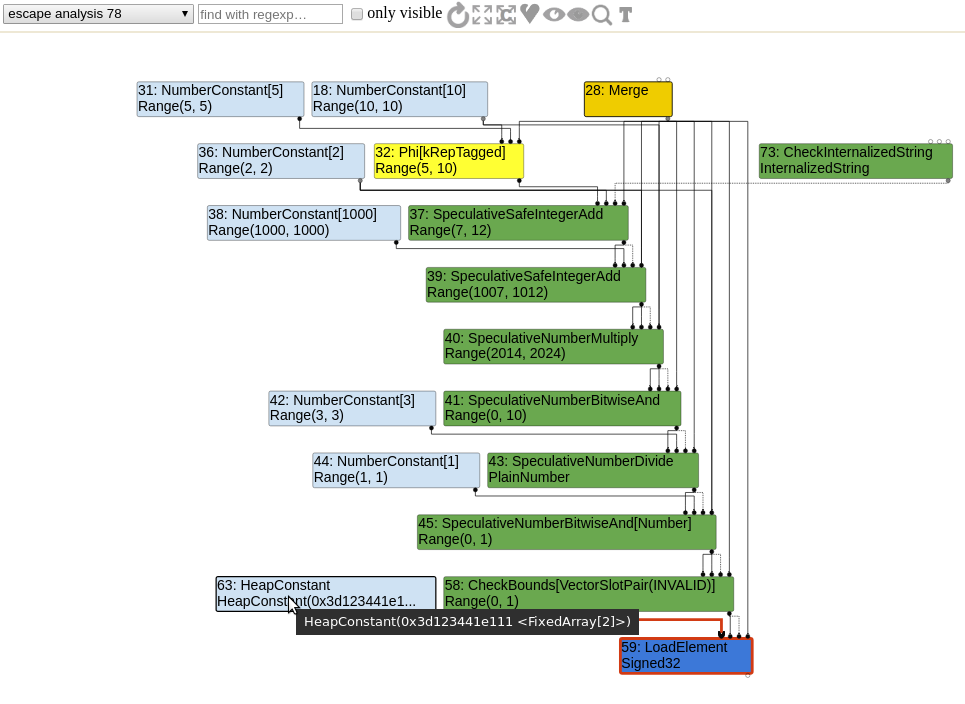 escape analysis 78 find with regexp… only visible T
31: NumberConstant[5]
Range(5, 5)
18: NumberConstant[10]
Range(10, 10)
28: Merge
36: NumberConstant[2]
Range(2, 2)
32: Phi[kRepTagged]
Range(5, 10)
73: CheckInternalizedString
InternalizedString
38: NumberConstant[1000]
Range(1000, 1000)
37: SpeculativeSafeIntegerAdd
Range(7, 12)
39: SpeculativeSafeIntegerAdd
Range(1007, 1012)
40: SpeculativeNumberMultiply
Range(2014, 2024)
42: NumberConstant[3]
Range(3, 3)
41: SpeculativeNumberBitwiseAnd
Range(0, 10)
44: NumberConstant[1]
Range(1, 1)
43: SpeculativeNumberDivide
PlainNumber
45: SpeculativeNumberBitwiseAnd[Number]
Range(0, 1)
63: HeapConstant
HeapConstant(0x3d123441e1...
58: CheckBounds[VectorSlotPair(INVALID)]
Range(0, 1)
HeapConstant(0x3d123441e111 <FixedArray[2]>)
59: LoadElement
Signed32